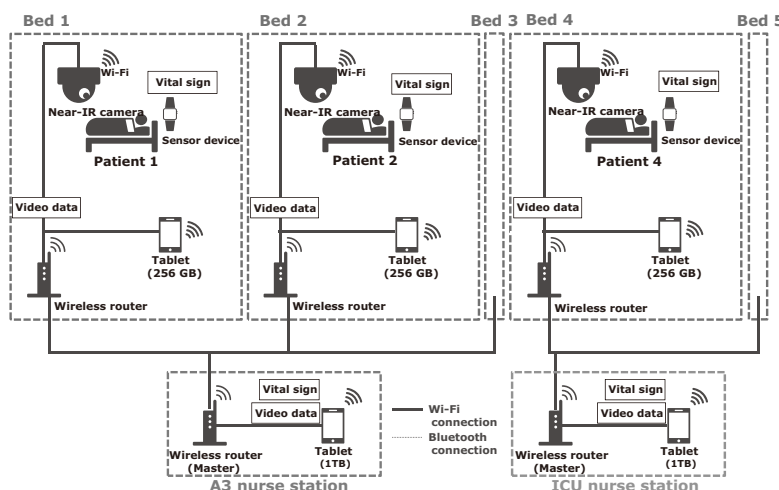 Bed 1
Bed 2
Bed 3
Bed 4
Bed 5
Wi-Fi
Vital sign
Near-IR camera
Sensor device
Patient 1
Video data
Tablet
(256 GB)
Wireless router
Wi-Fi
Vital sign
Near-IR camera
Sensor device
Patient 2
Video data
Tablet
(256 GB)
Wireless router
Wi-Fi
Vital sign
Near-IR camera
Sensor device
Patient 4
Video data
Tablet
(256 GB)
Wireless router
Vital sign
Video data
Wireless router
(Master)
Tablet
(1TB)
A3 nurse station
Wi-Fi
connection
Bluetooth
connection
Vital sign
Video data
Wireless router
(Master)
Tablet
(1TB)
ICU nurse station